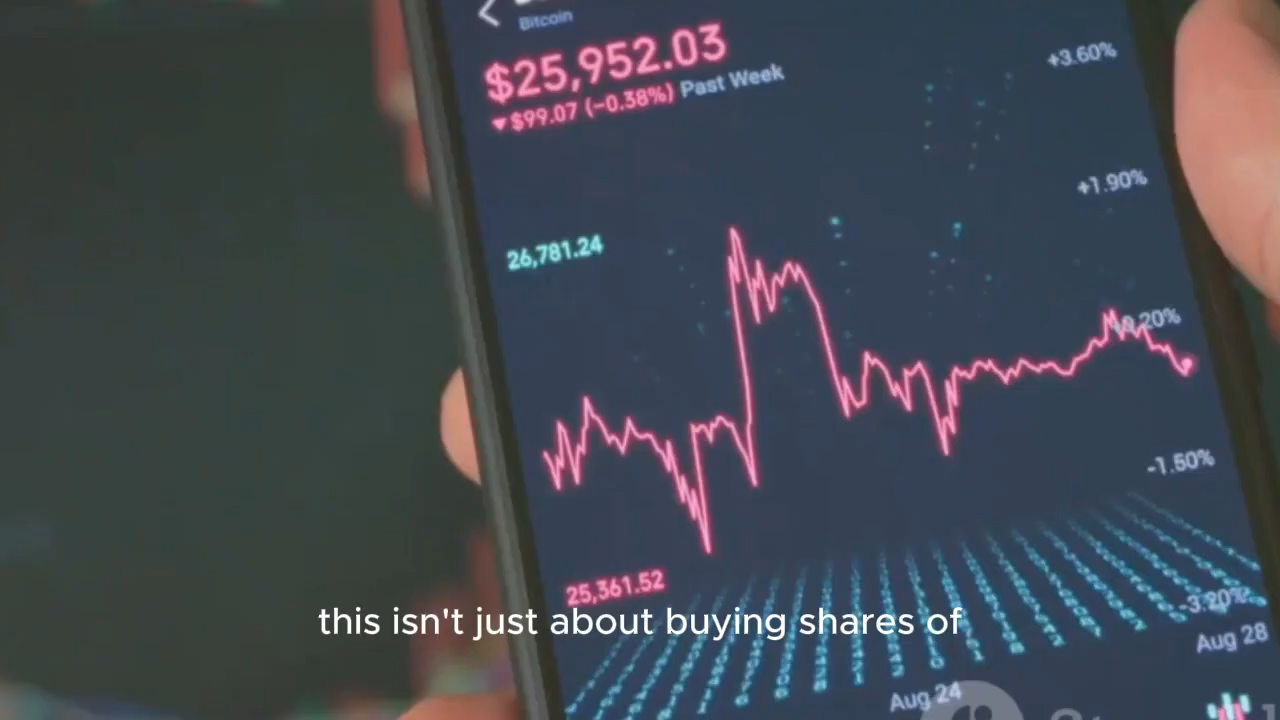 Bitcoin
$25,952.03
▼$99.07 (-0.38%) Past Week
+3.60%
+1.90%
26,781.24
-1.50%
25,361.52
-3.20%
this isn't just about buying shares of
Aug 24
Aug 28